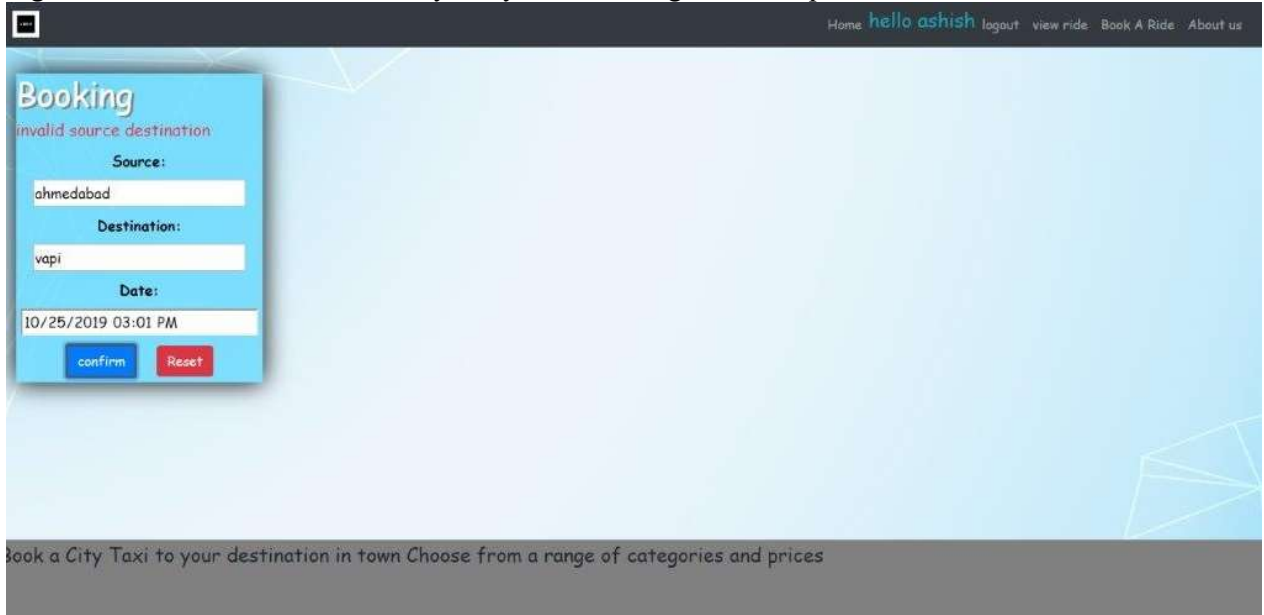 Home hello ashish logout view ride Book A Ride About us
Booking
invalid source destination
Source:
ahmedabad
Destination:
vapi
Date:
10/25/2019 03:01 PM
confirm Reset
Book a City Taxi to your destination in town Choose from a range of categories and prices